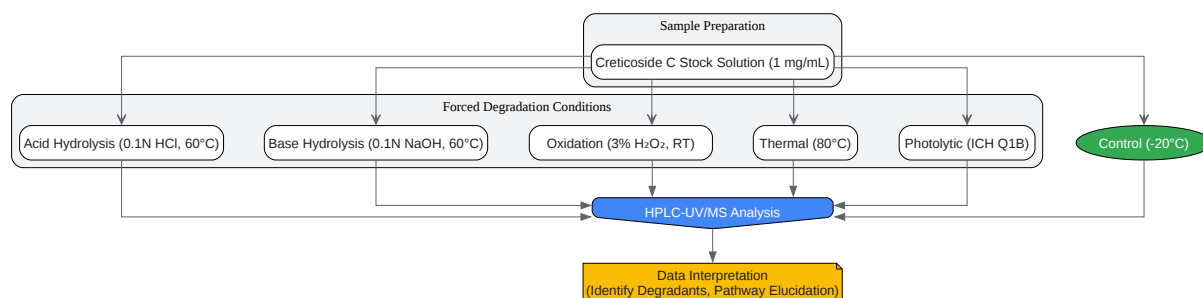 Sample Preparation
Creticoside C Stock Solution (1 mg/mL)
Forced Degradation Conditions
Acid Hydrolysis (0.1N HCl, 60°C)
Base Hydrolysis (0.1N NaOH, 60°C)
Oxidation (3% H₂O₂, RT)
Thermal (80°C)
Photolytic (ICH Q1B)
Control (-20°C)
HPLC-UV/MS Analysis
Data Interpretation
(Identify Degradants, Pathway Elucidation)